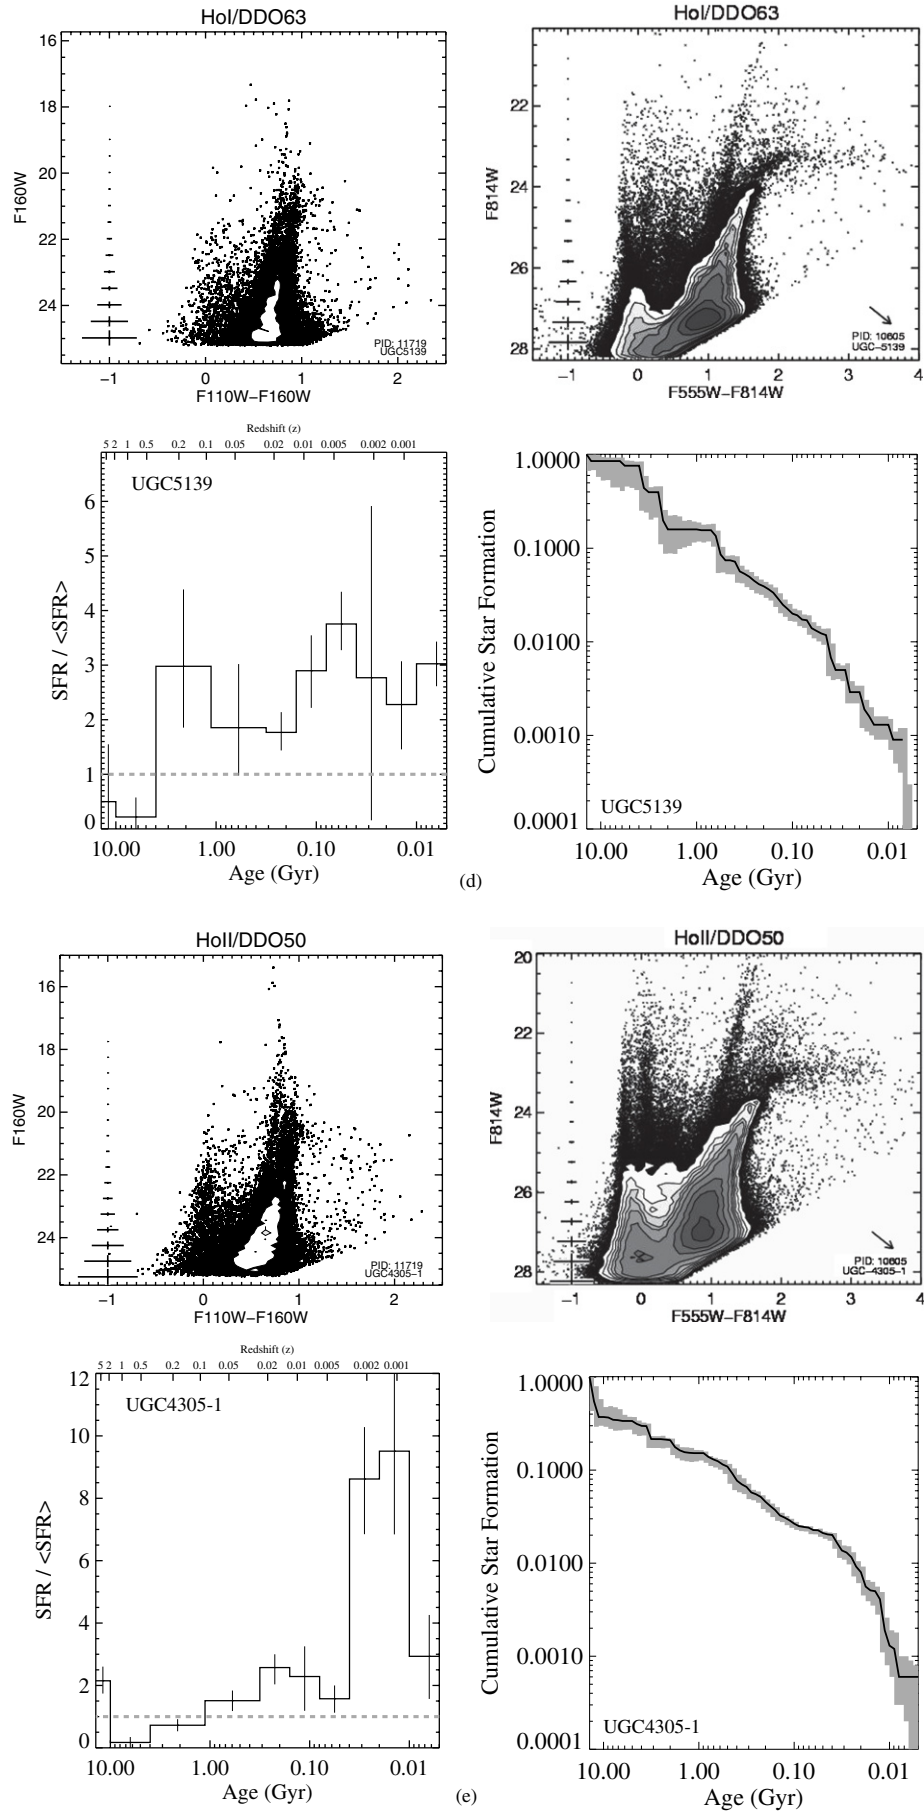 HoI/DDO63
16
18
20
22
24
F160W
PID: 11719
UGC5139
−1 0 1 2
F110W−F160W
HoI/DDO63
22
24
26
28
F814W
PID: 10605
UGC-5139
−1 0 1 2 3 4
F555W−F814W
Redshift (z)
5 2 1 0.5 0.2 0.1 0.05 0.02 0.01 0.005 0.002 0.001
UGC5139
6
5
4
3
2
1
0
SFR / <SFR>
10.00 1.00 0.10 0.01
Age (Gyr)
1.0000
0.1000
0.0100
0.0010
0.0001
Cumulative Star Formation
UGC5139
10.00 1.00 0.10 0.01
Age (Gyr)
(d)
HoII/DDO50
16
18
20
22
24
F160W
PID: 11719
UGC4305-1
−1 0 1 2
F110W−F160W
HoII/DDO50
20
22
24
26
28
F814W
PID: 10605
UGC-4305-1
−1 0 1 2 3 4
F555W−F814W
Redshift (z)
5 2 1 0.5 0.2 0.1 0.05 0.02 0.01 0.005 0.002 0.001
UGC4305-1
12
10
8
6
4
2
0
SFR / <SFR>
10.00 1.00 0.10 0.01
Age (Gyr)
1.0000
0.1000
0.0100
0.0010
0.0001
Cumulative Star Formation
UGC4305-1
10.00 1.00 0.10 0.01
Age (Gyr)
(e)